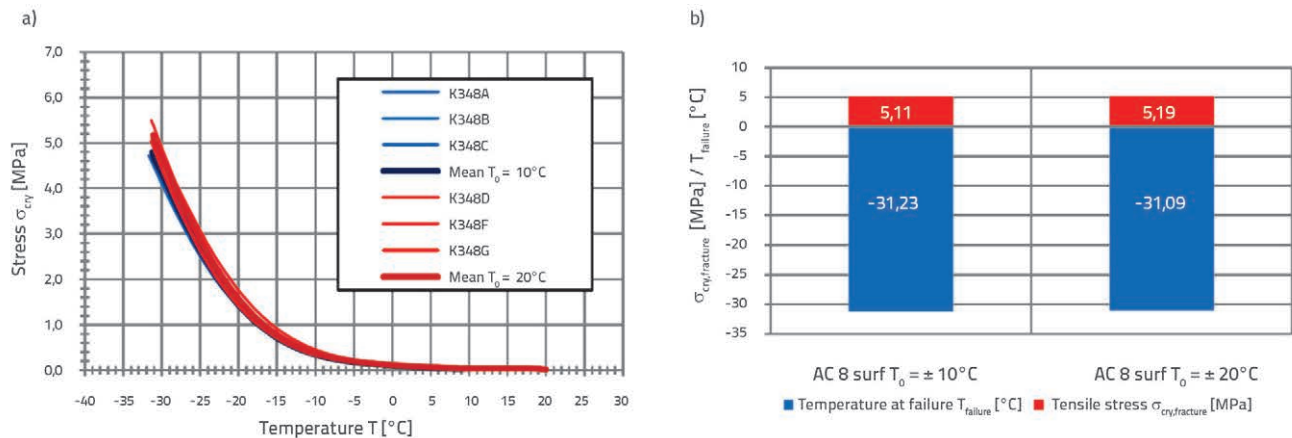 a)
7,0
6,0
5,0
4,0
3,0
2,0
1,0
0,0
Stress σcry [MPa]
-40 -35 -30 -25 -20 -15 -10 -5 0 5 10 15 20 25 30
Temperature T [°C]
K348A
K348B
K348C
Mean T0 = 10°C
K348D
K348F
K348G
Mean T0 = 20°C
b)
10
5
0
-5
-10
-15
-20
-25
-30
-35
σcry,fracture [MPa] / Tfailure [°C]
5,11
5,19
-31,23
-31,09
AC 8 surf T0 = ± 10°C
AC 8 surf T0 = ± 20°C
Temperature at failure Tfailure [°C]
Tensile stress σcry,fracture [MPa]